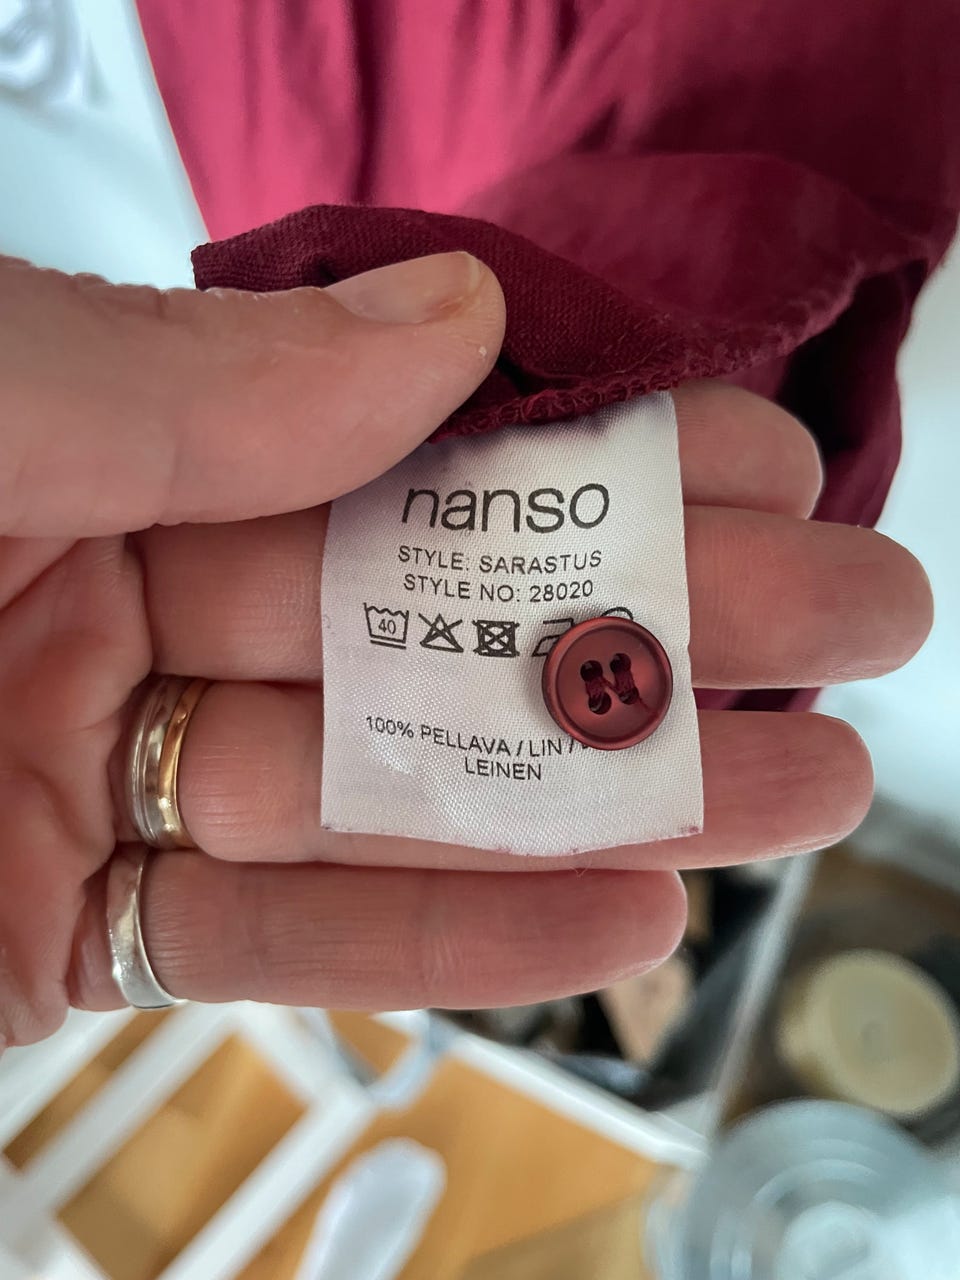 nanso
STYLE: SARASTUS
STYLE NO: 28020
40
100% PELLAVA / LIN /
LEINEN